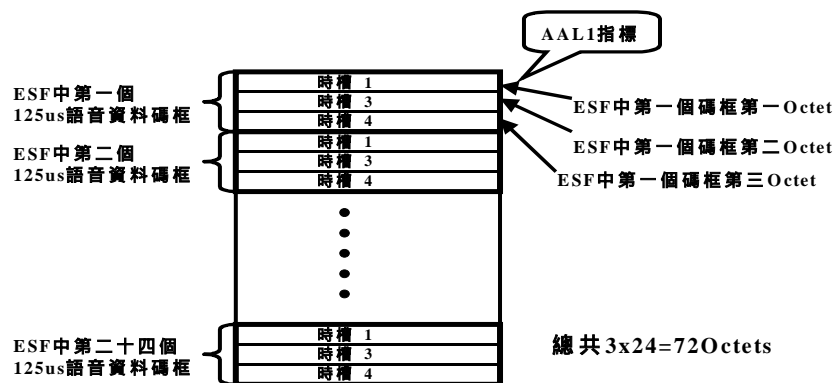 AAL1指標
ESF中第一個
125us語音資料碼框
時槽 1
時槽 3
時槽 4
ESF中第一個碼框第一Octet
ESF中第一個碼框第二Octet
ESF中第一個碼框第三Octet
ESF中第二個
125us語音資料碼框
時槽 1
時槽 3
時槽 4
ESF中第二十四個
125us語音資料碼框
時槽 1
時槽 3
時槽 4
總共3x24=72Octets